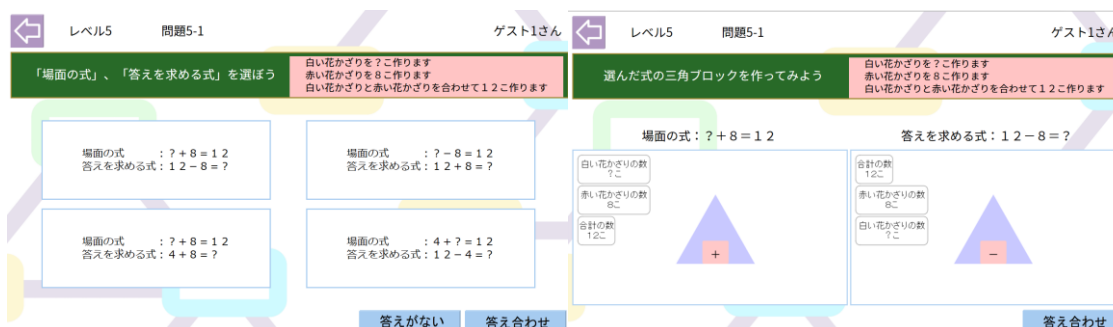 レベル5 問題5-1 ゲスト1さん
「場面の式」、「答えを求める式」を選ぼう
白い花かざりを?こ作ります
赤い花かざりを8こ作ります
白い花かざりと赤い花かざりを合わせて12こ作ります
場面の式 :?+8=12
答えを求める式:12-8=?
場面の式 :?-8=12
答えを求める式:12+8=?
場面の式 :?+8=12
答えを求める式:4+8=?
場面の式 :4+?=12
答えを求める式:12-4=?
答えがない 答え合わせ
レベル5 問題5-1 ゲスト1さん
選んだ式の三角ブロックを作ってみよう
白い花かざりを?こ作ります
赤い花かざりを8こ作ります
白い花かざりと赤い花かざりを合わせて12こ作ります
場面の式:?+8=12
白い花かざりの数
?こ
赤い花かざりの数
8こ
合計の数
12こ
+
答えを求める式:12-8=?
合計の数
12こ
赤い花かざりの数
8こ
白い花かざりの数
?こ
-
答え合わせ